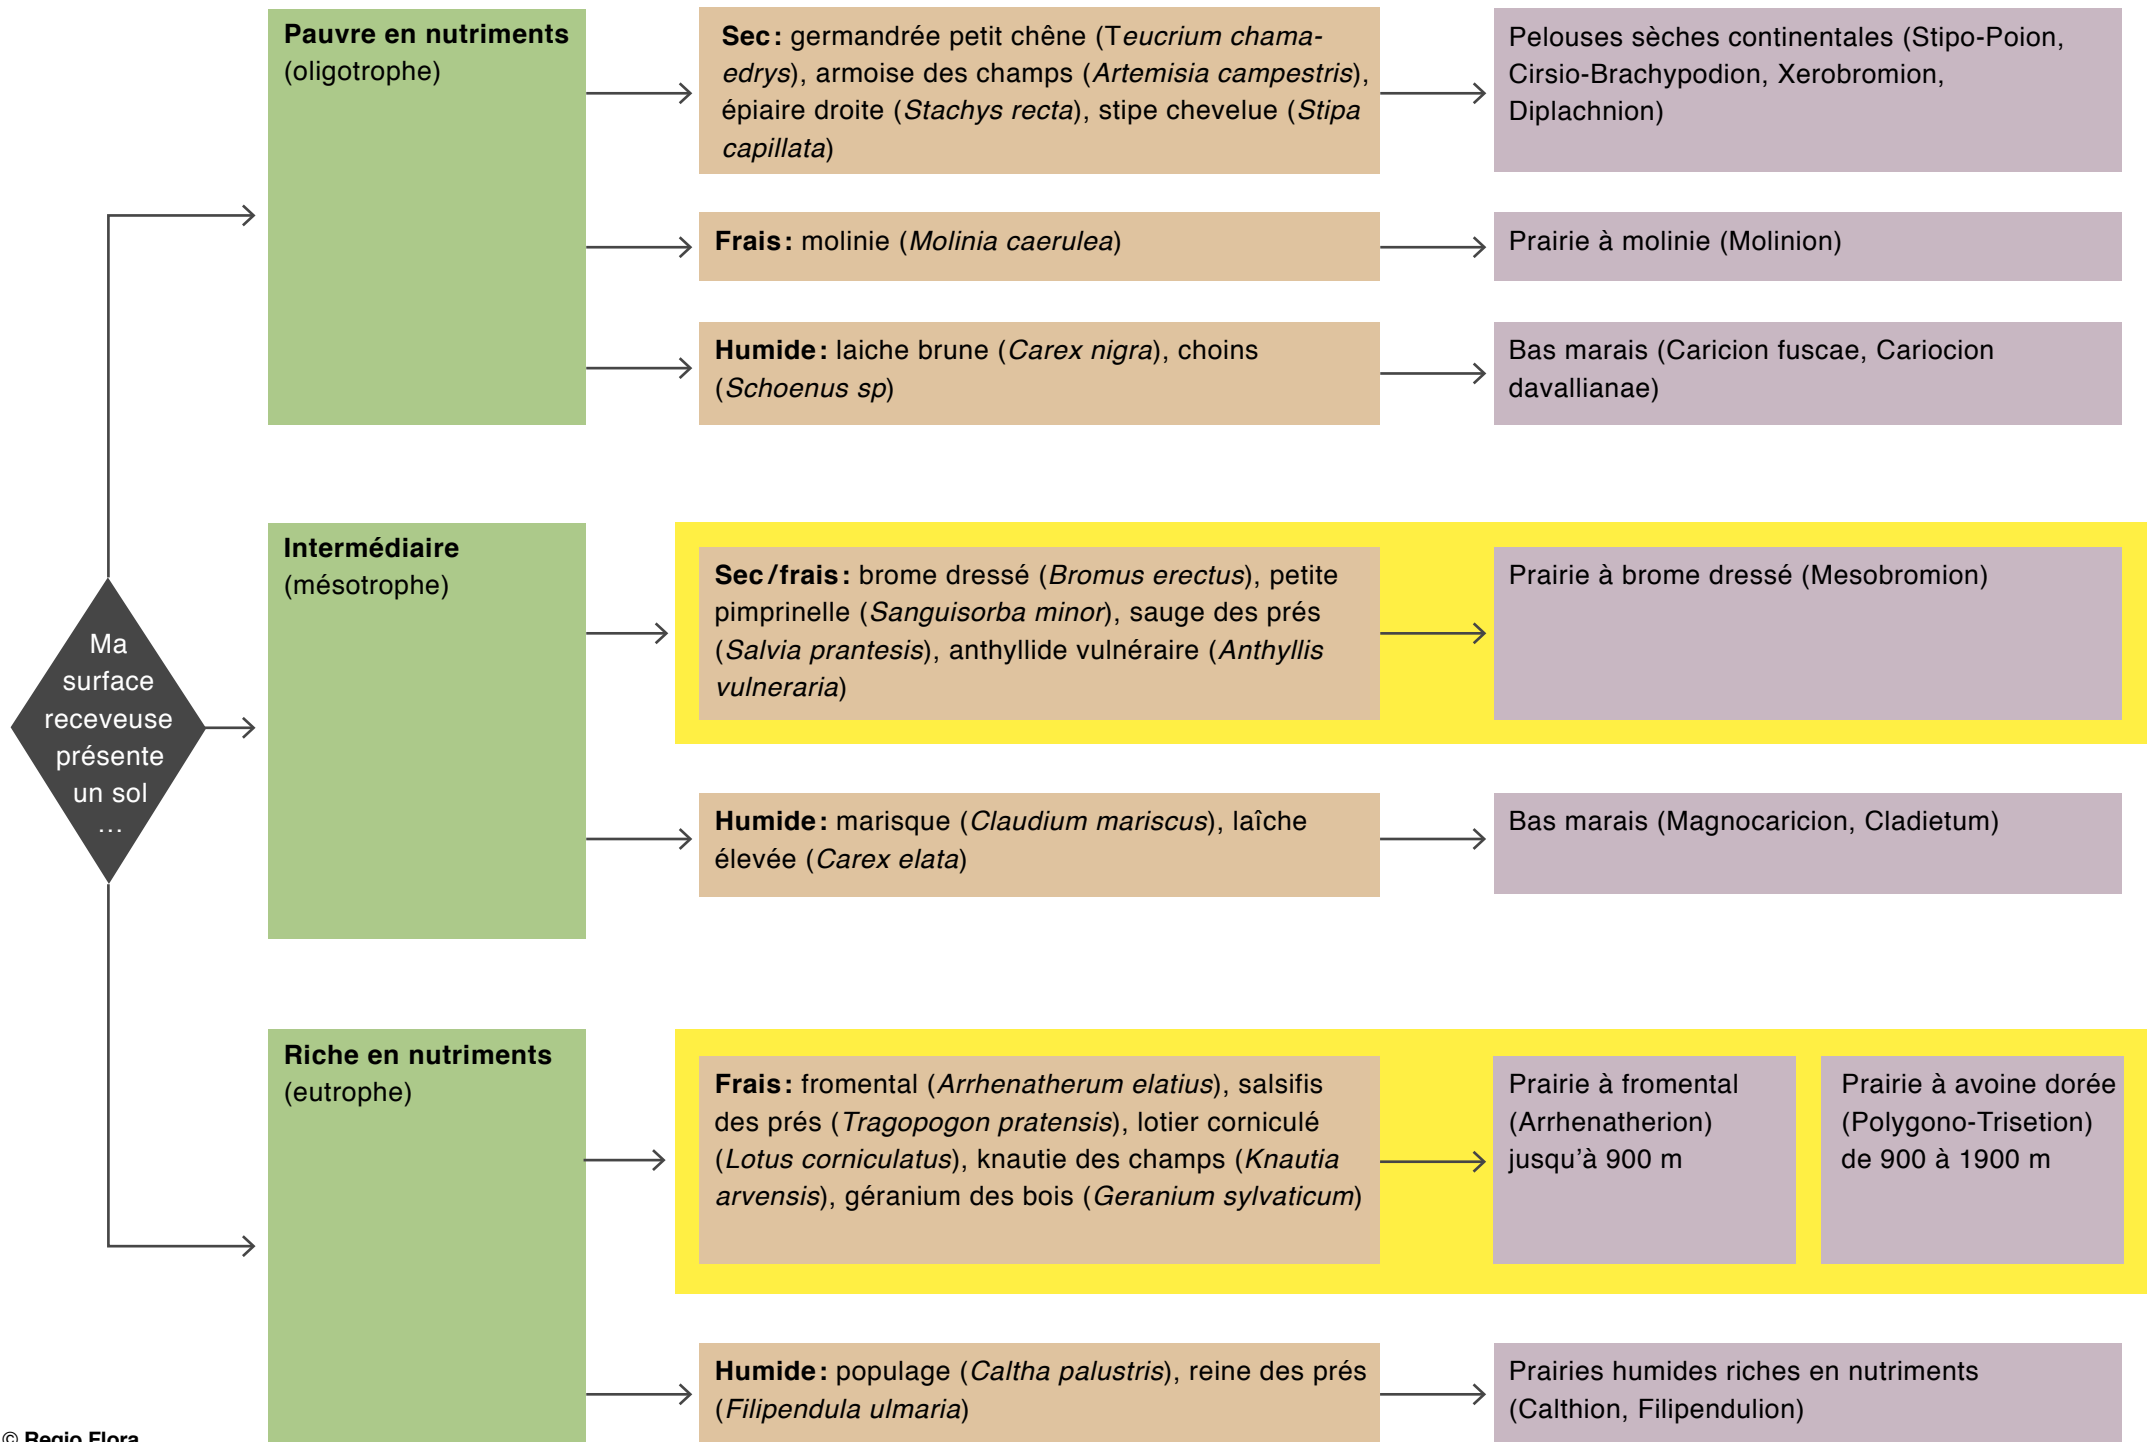 Ma
surface
receveuse
présente
un sol
…
Pauvre en nutriments
(oligotrophe)
Sec : germandrée petit chêne (Teucrium chama-
edrys), armoise des champs (Artemisia campestris),
épiaire droite (Stachys recta), stipe chevelue (Stipa
capillata)
Pelouses sèches continentales (Stipo-Poion,
Cirsio-Brachypodion, Xerobromion,
Diplachnion)
Frais : molinie (Molinia caerulea)
Prairie à molinie (Molinion)
Humide : laiche brune (Carex nigra), choins
(Schoenus sp)
Bas marais (Caricion fuscae, Cariocion
davallianae)
Intermédiaire
(mésotrophe)
Sec / frais : brome dressé (Bromus erectus), petite
pimprinelle (Sanguisorba minor), sauge des prés
(Salvia prantesis), anthyllide vulnéraire (Anthyllis
vulneraria)
Prairie à brome dressé (Mesobromion)
Humide : marisque (Claudium mariscus), laîche
élevée (Carex elata)
Bas marais (Magnocaricion, Cladietum)
Riche en nutriments
(eutrophe)
Frais : fromental (Arrhenatherum elatius), salsifis
des prés (Tragopogon pratensis), lotier corniculé
(Lotus corniculatus), knautie des champs (Knautia
arvensis), géranium des bois (Geranium sylvaticum)
Prairie à fromental
(Arrhenatherion)
jusqu'à 900 m
Prairie à avoine dorée
(Polygono-Trisetion)
de 900 à 1900 m
Humide : populage (Caltha palustris), reine des prés
(Filipendula ulmaria)
Prairies humides riches en nutriments
(Calthion, Filipendulion)
© Regio Flora